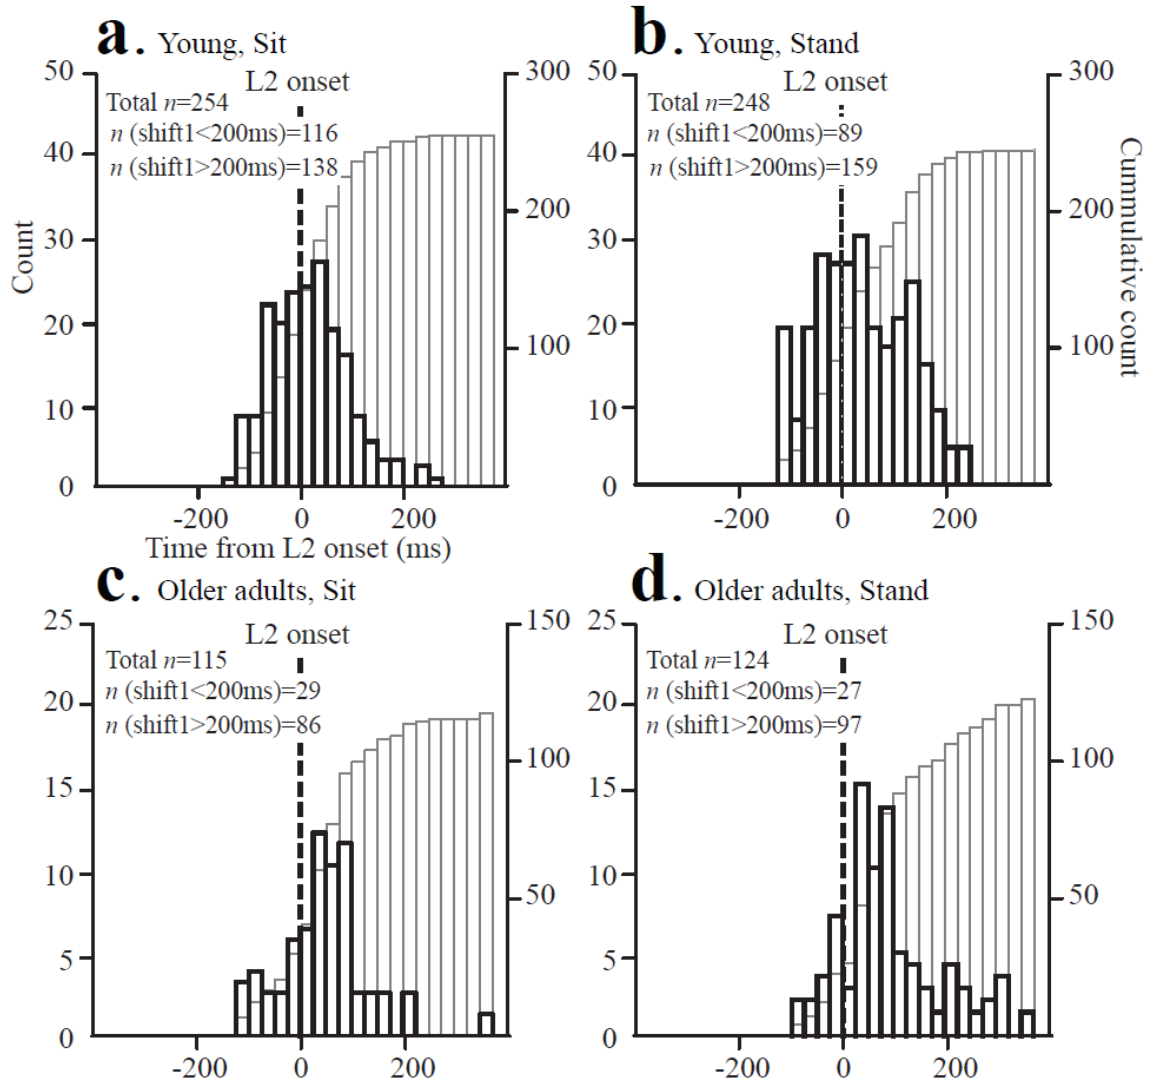 a. Young, Sit
b. Young, Stand
50
L2 onset
300
50
L2 onset
300
Total n=254
Total n=248
n (shift1<200ms)=116
n (shift1<200ms)=89
40
n (shift1>200ms)=138
40
n (shift1>200ms)=159
200
200
30
30
Count
Cummulative count
20
100
20
100
10
10
0
0
-200
0
200
-200
0
200
Time from L2 onset (ms)
c. Older adults, Sit
d. Older adults, Stand
25
L2 onset
150
25
L2 onset
150
Total n=115
Total n=124
n (shift1<200ms)=29
n (shift1<200ms)=27
20
n (shift1>200ms)=86
20
n (shift1>200ms)=97
100
100
15
15
10
50
10
50
5
5
0
0
-200
0
200
-200
0
200